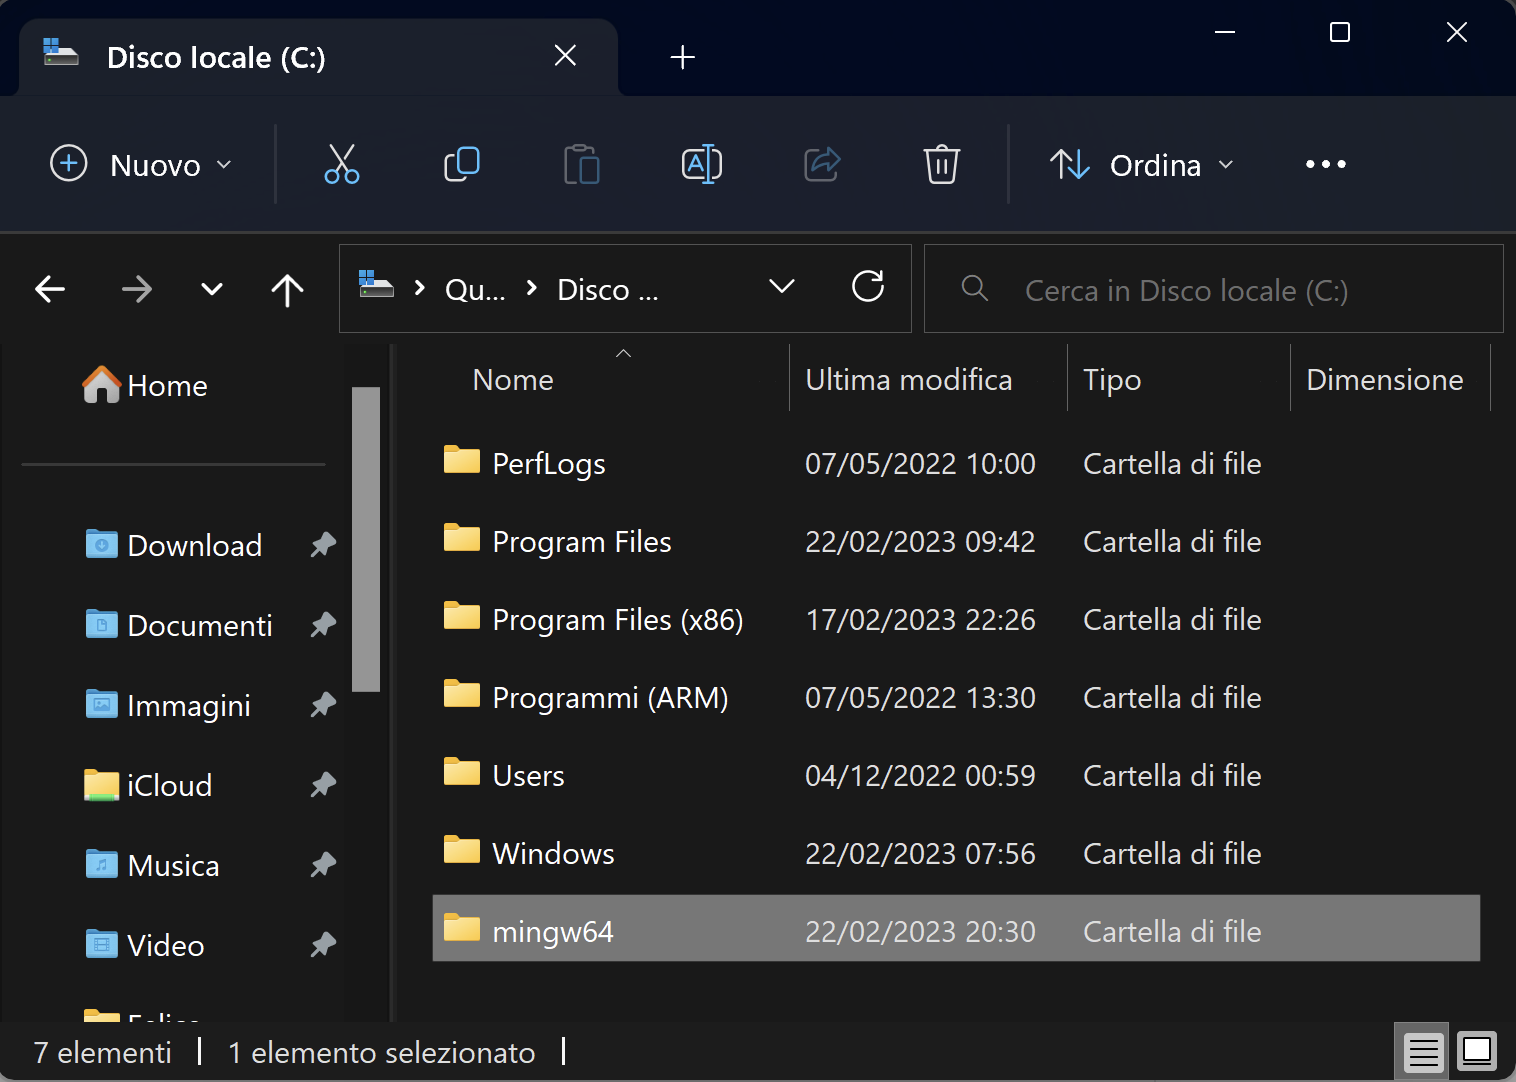 Disco locale (C:)
Nuovo
Ordina
Qu... Disco ...
Cerca in Disco locale (C:)
Home
Download
Documenti
Immagini
iCloud
Musica
Video
Nome Ultima modifica Tipo Dimensione
PerfLogs 07/05/2022 10:00 Cartella di file
Program Files 22/02/2023 09:42 Cartella di file
Program Files (x86) 17/02/2023 22:26 Cartella di file
Programmi (ARM) 07/05/2022 13:30 Cartella di file
Users 04/12/2022 00:59 Cartella di file
Windows 22/02/2023 07:56 Cartella di file
mingw64 22/02/2023 20:30 Cartella di file
7 elementi 1 elemento selezionato